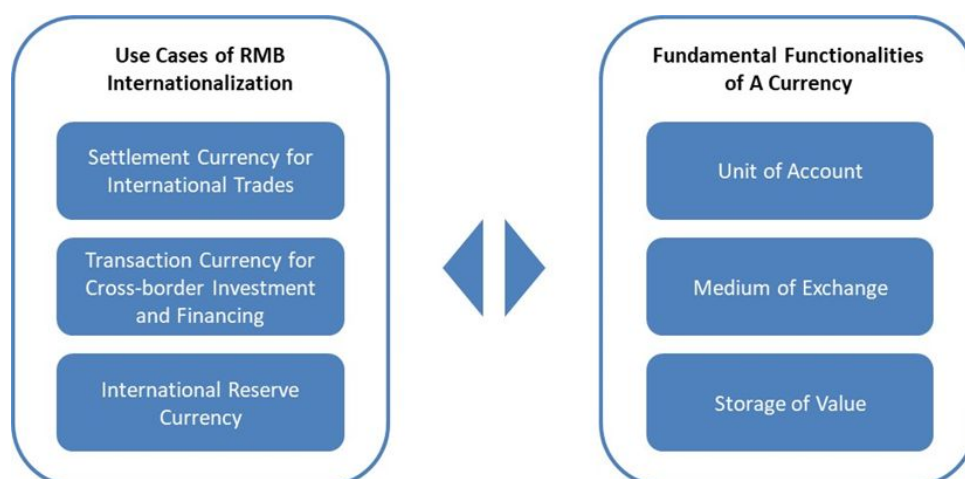 Use Cases of RMB
Internationalization
Settlement Currency for
International Trades
Transaction Currency for
Cross-border Investment
and Financing
International Reserve
Currency
Fundamental Functionalities
of A Currency
Unit of Account
Medium of Exchange
Storage of Value